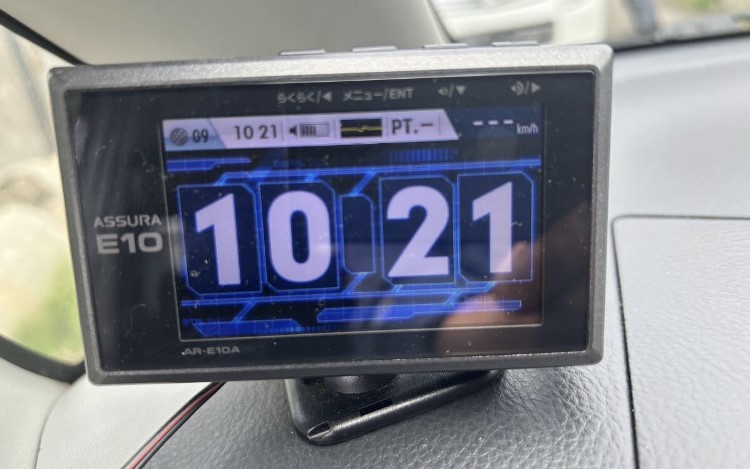 らくらく/◀ メニュー/ENT /▼ /▶
09 10 21 PT.− --- km/h
ASSURA
E10
10 21
AR-E10A